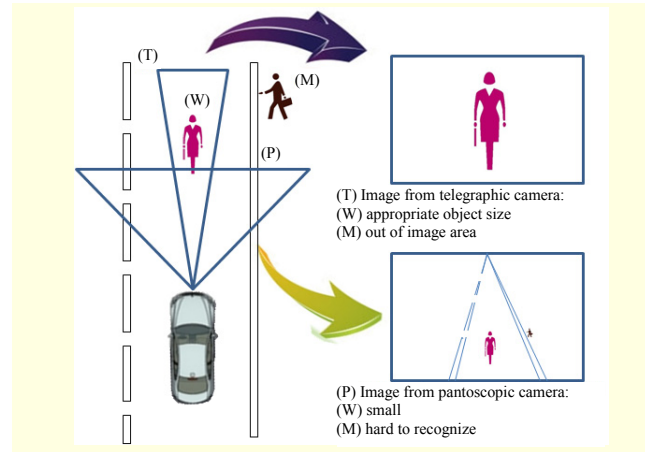 (T)
(W)
(M)
(P)
(T) Image from telegraphic camera:
(W) appropriate object size
(M) out of image area
(P) Image from pantoscopic camera:
(W) small
(M) hard to recognize